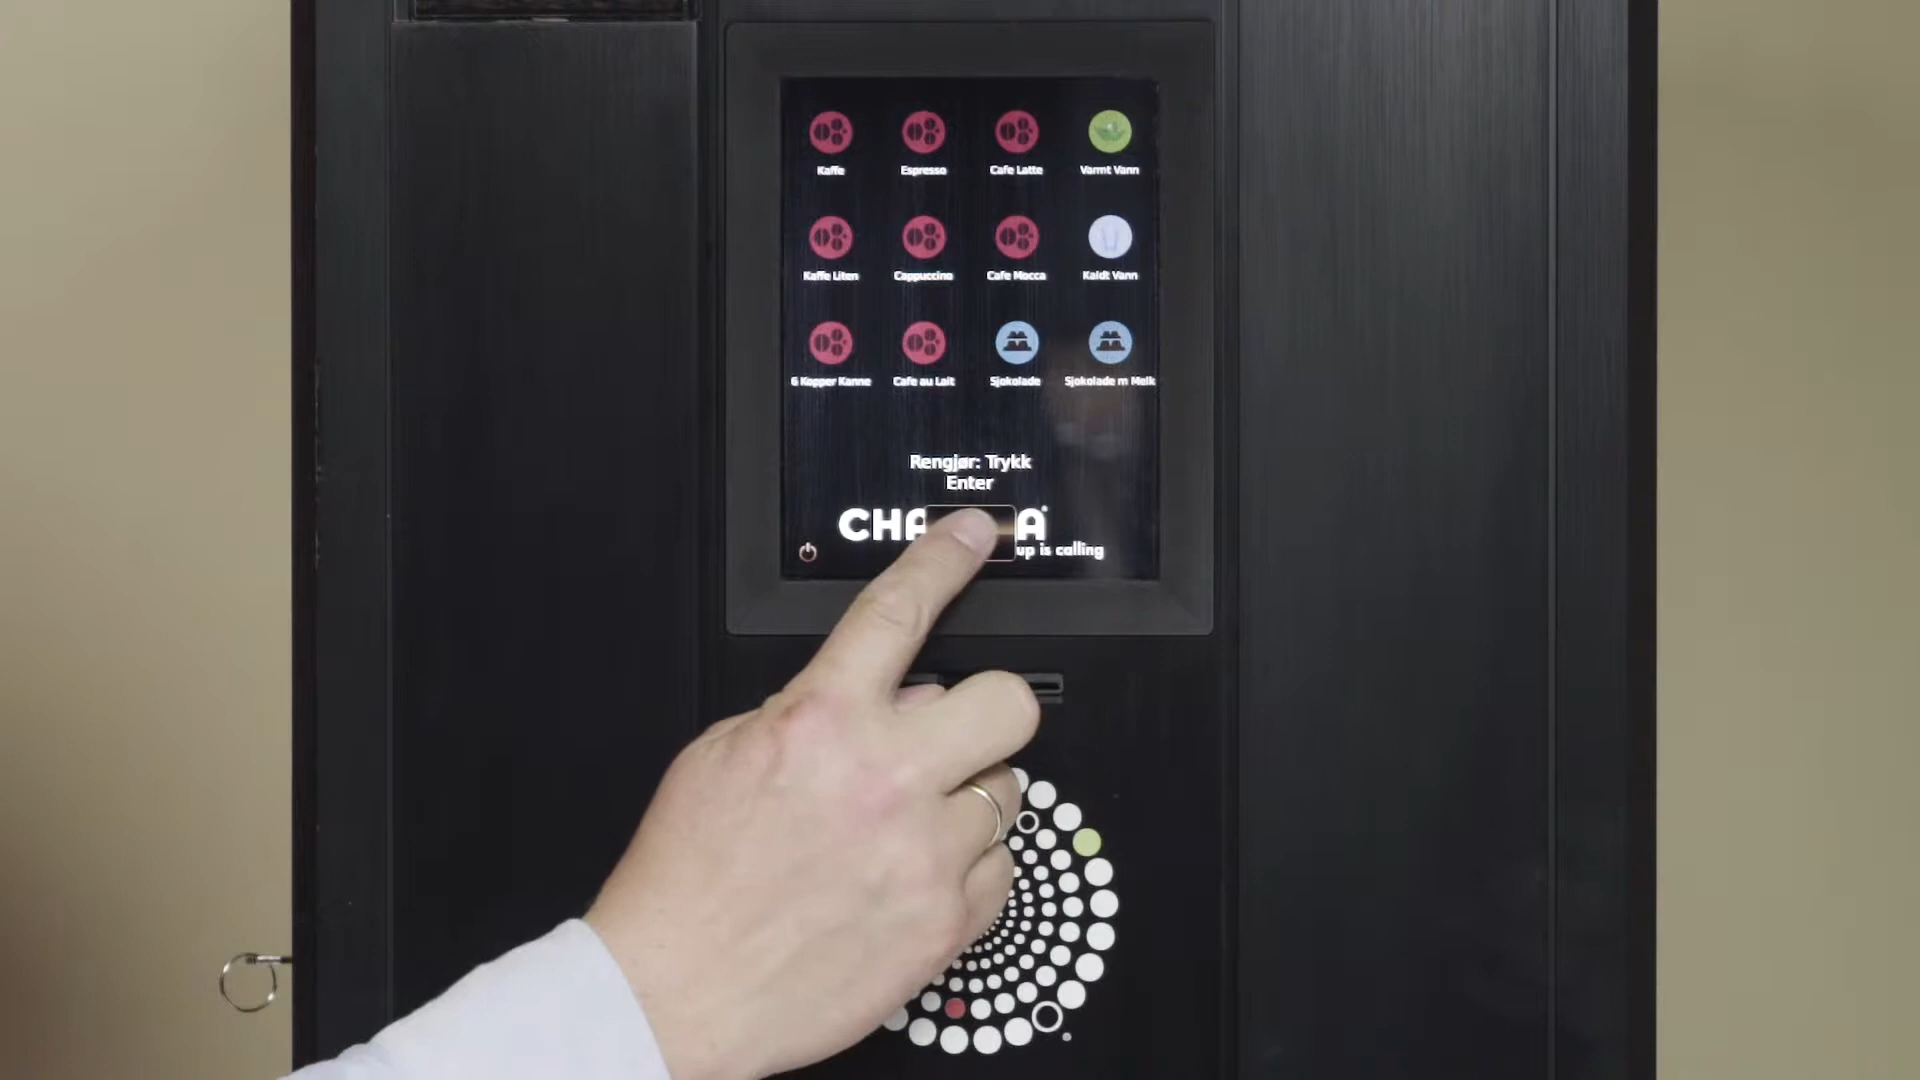 Kaffe
Espresso
Cafe Latte
Varmt Vann
Kaffe Liten
Cappuccino
Cafe Mocca
Kaldt Vann
6 Kopper Kanne
Cafe au Lait
Sjokolade
Sjokolade m Melk
Rengjør: Trykk
Enter
up is calling